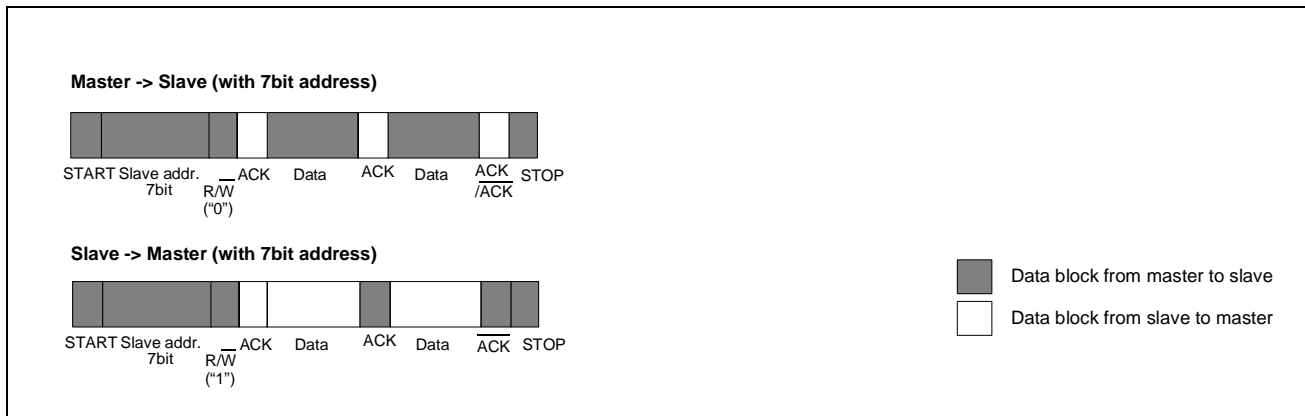 Master -> Slave (with 7bit address)
START Slave addr. 7bit R/W̅ (“0”) ACK Data ACK Data ACK /A̅C̅K̅ STOP
Slave -> Master (with 7bit address)
START Slave addr. 7bit R/W̅ (“1”) ACK Data ACK Data A̅C̅K̅ STOP
Data block from master to slave
Data block from slave to master